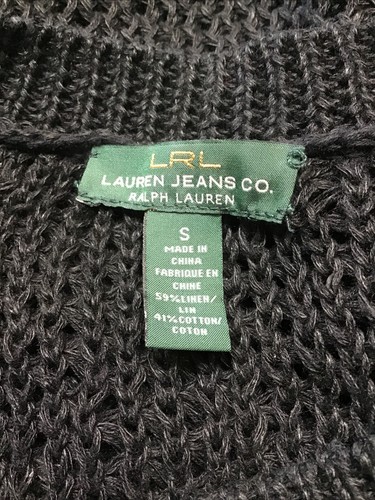 LRL
LAUREN JEANS CO.
RALPH LAUREN
S
MADE IN
CHINA
FABRIQUE EN
CHINE
59%LINEN/
LIN
41%COTTON/
COTON